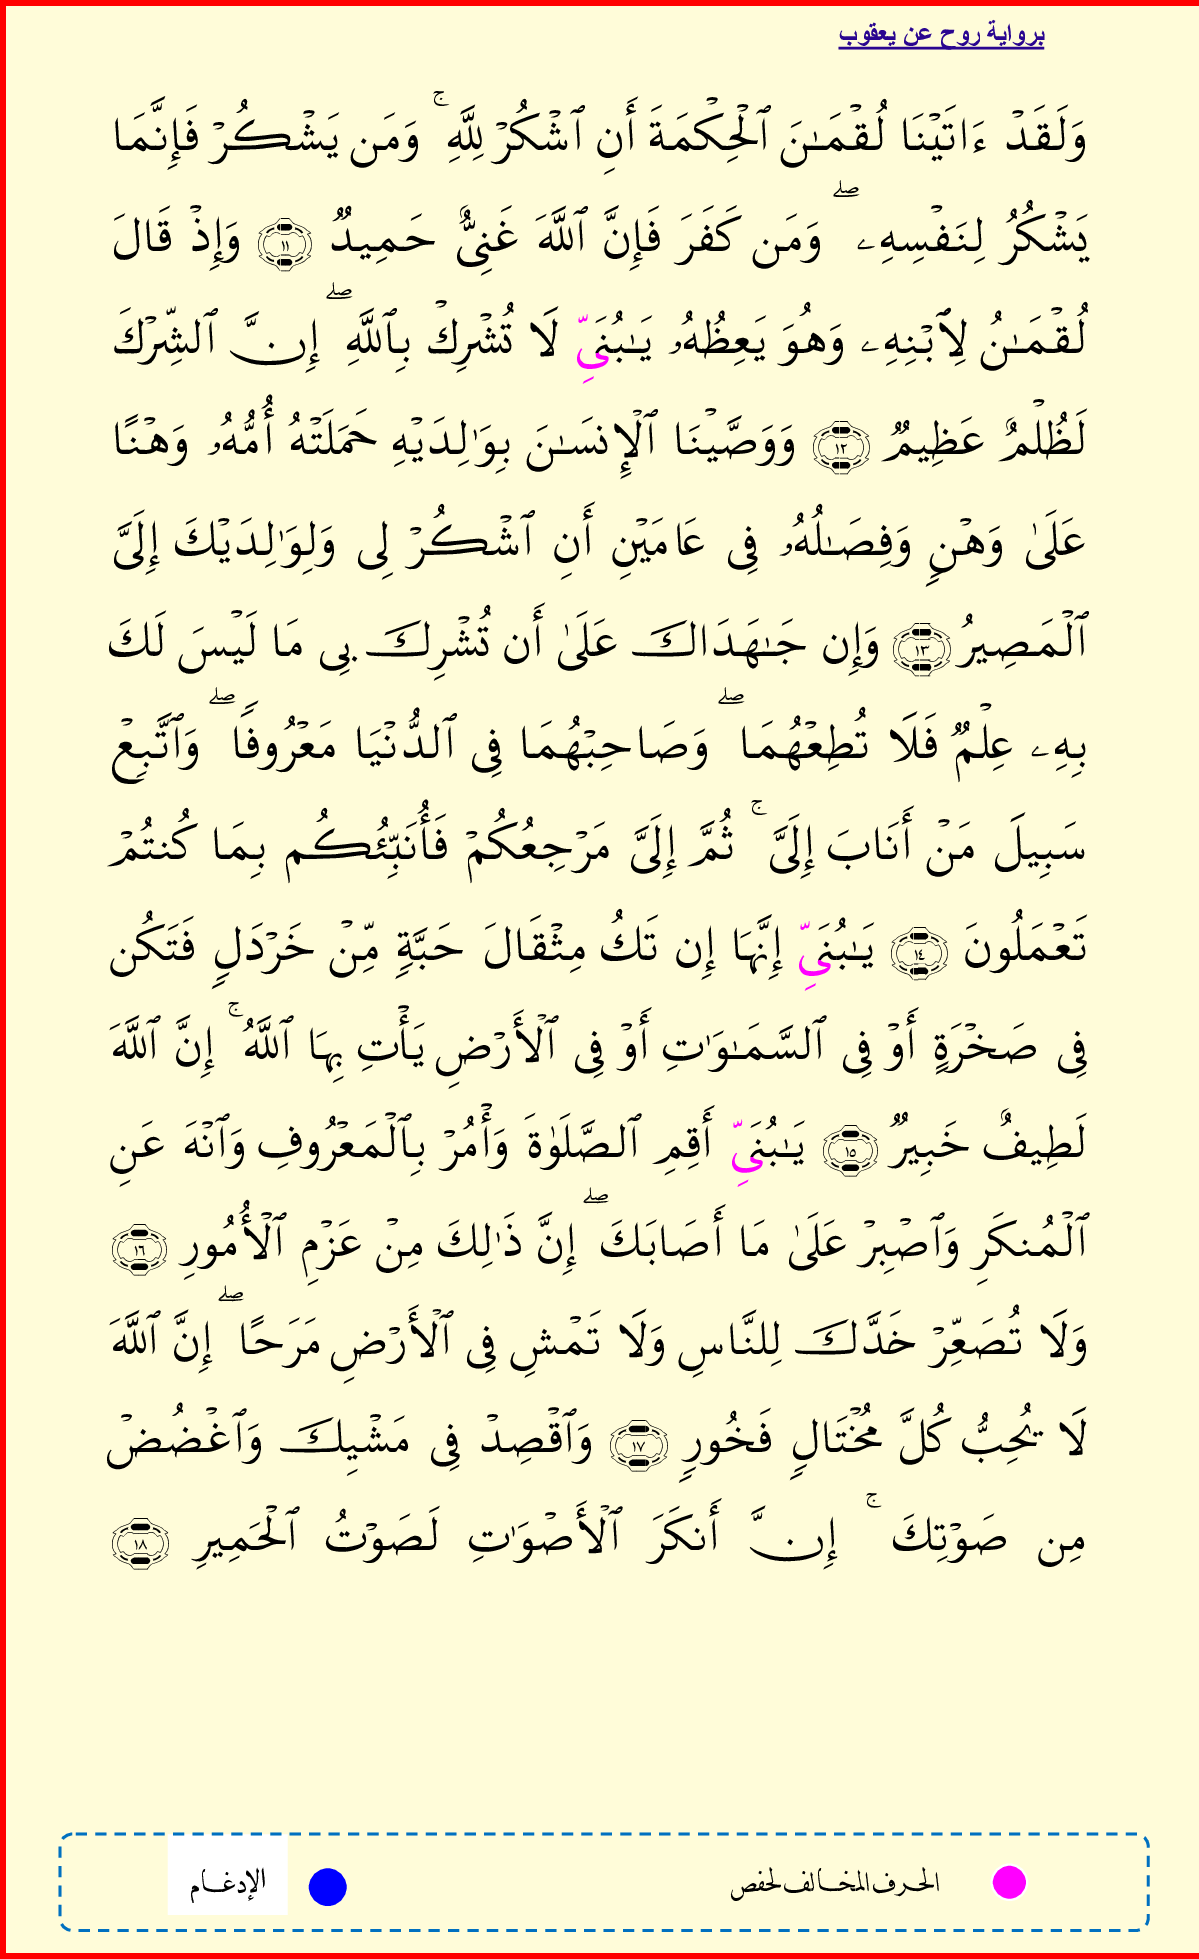 برواية روح عن يعقوب
وَلَقَدۡ ءَاتَيۡنَا لُقۡمَـٰنَ ٱلۡحِكۡمَةَ أَنِ ٱشۡكُرۡ لِلَّهِۚ وَمَن يَشۡكُرۡ فَإِنَّمَا
يَشۡكُرُ لِنَفۡسِهِۦۖ وَمَن كَفَرَ فَإِنَّ ٱللَّهَ غَنِىٌّ حَمِيدٌ ١١ وَإِذۡ قَالَ
لُقۡمَـٰنُ لِٱبۡنِهِۦ وَهُوَ يَعِظُهُۥ يَـٰبُنَىِّ لَا تُشۡرِكۡ بِٱللَّهِۖ إِنَّ ٱلشِّرۡكَ
لَظُلۡمٌ عَظِيمٌ ١٢ وَوَصَّيۡنَا ٱلۡإِنسَـٰنَ بِوَٰلِدَيۡهِ حَمَلَتۡهُ أُمُّهُۥ وَهۡنًا
عَلَىٰ وَهۡنٍ وَفِصَـٰلُهُۥ فِى عَامَيۡنِ أَنِ ٱشۡكُرۡ لِى وَلِوَٰلِدَيۡكَ إِلَىَّ
ٱلۡمَصِيرُ ١٣ وَإِن جَـٰهَدَاكَ عَلَىٰ أَن تُشۡرِكَ بِى مَا لَيۡسَ لَكَ
بِهِۦ عِلۡمٌ فَلَا تُطِعۡهُمَاۖ وَصَاحِبۡهُمَا فِى ٱلدُّنۡيَا مَعۡرُوفًاۖ وَٱتَّبِعۡ
سَبِيلَ مَنۡ أَنَابَ إِلَىَّۚ ثُمَّ إِلَىَّ مَرۡجِعُكُمۡ فَأُنَبِّئُكُم بِمَا كُنتُمۡ
تَعۡمَلُونَ ١٤ يَـٰبُنَىِّ إِنَّهَا إِن تَكُ مِثۡقَالَ حَبَّةٍ مِّنۡ خَرۡدَلٍ فَتَكُن
فِى صَخۡرَةٍ أَوۡ فِى ٱلسَّمَـٰوَٰتِ أَوۡ فِى ٱلۡأَرۡضِ يَأۡتِ بِهَا ٱللَّهُۚ إِنَّ ٱللَّهَ
لَطِيفٌ خَبِيرٌ ١٥ يَـٰبُنَىِّ أَقِمِ ٱلصَّلَوٰةَ وَأۡمُرۡ بِٱلۡمَعۡرُوفِ وَٱنۡهَ عَنِ
ٱلۡمُنكَرِ وَٱصۡبِرۡ عَلَىٰ مَا أَصَابَكَۖ إِنَّ ذَٰلِكَ مِنۡ عَزۡمِ ٱلۡأُمُورِ ١٦
وَلَا تُصَعِّرۡ خَدَّكَ لِلنَّاسِ وَلَا تَمۡشِ فِى ٱلۡأَرۡضِ مَرَحًاۖ إِنَّ ٱللَّهَ
لَا يُحِبُّ كُلَّ مُخۡتَالٍ فَخُورٍ ١٧ وَٱقۡصِدۡ فِى مَشۡيِكَ وَٱغۡضُضۡ
مِن صَوۡتِكَۚ إِنَّ أَنكَرَ ٱلۡأَصۡوَٰتِ لَصَوۡتُ ٱلۡحَمِيرِ ١٨
الحرف المخالف لحفص
الإدغام